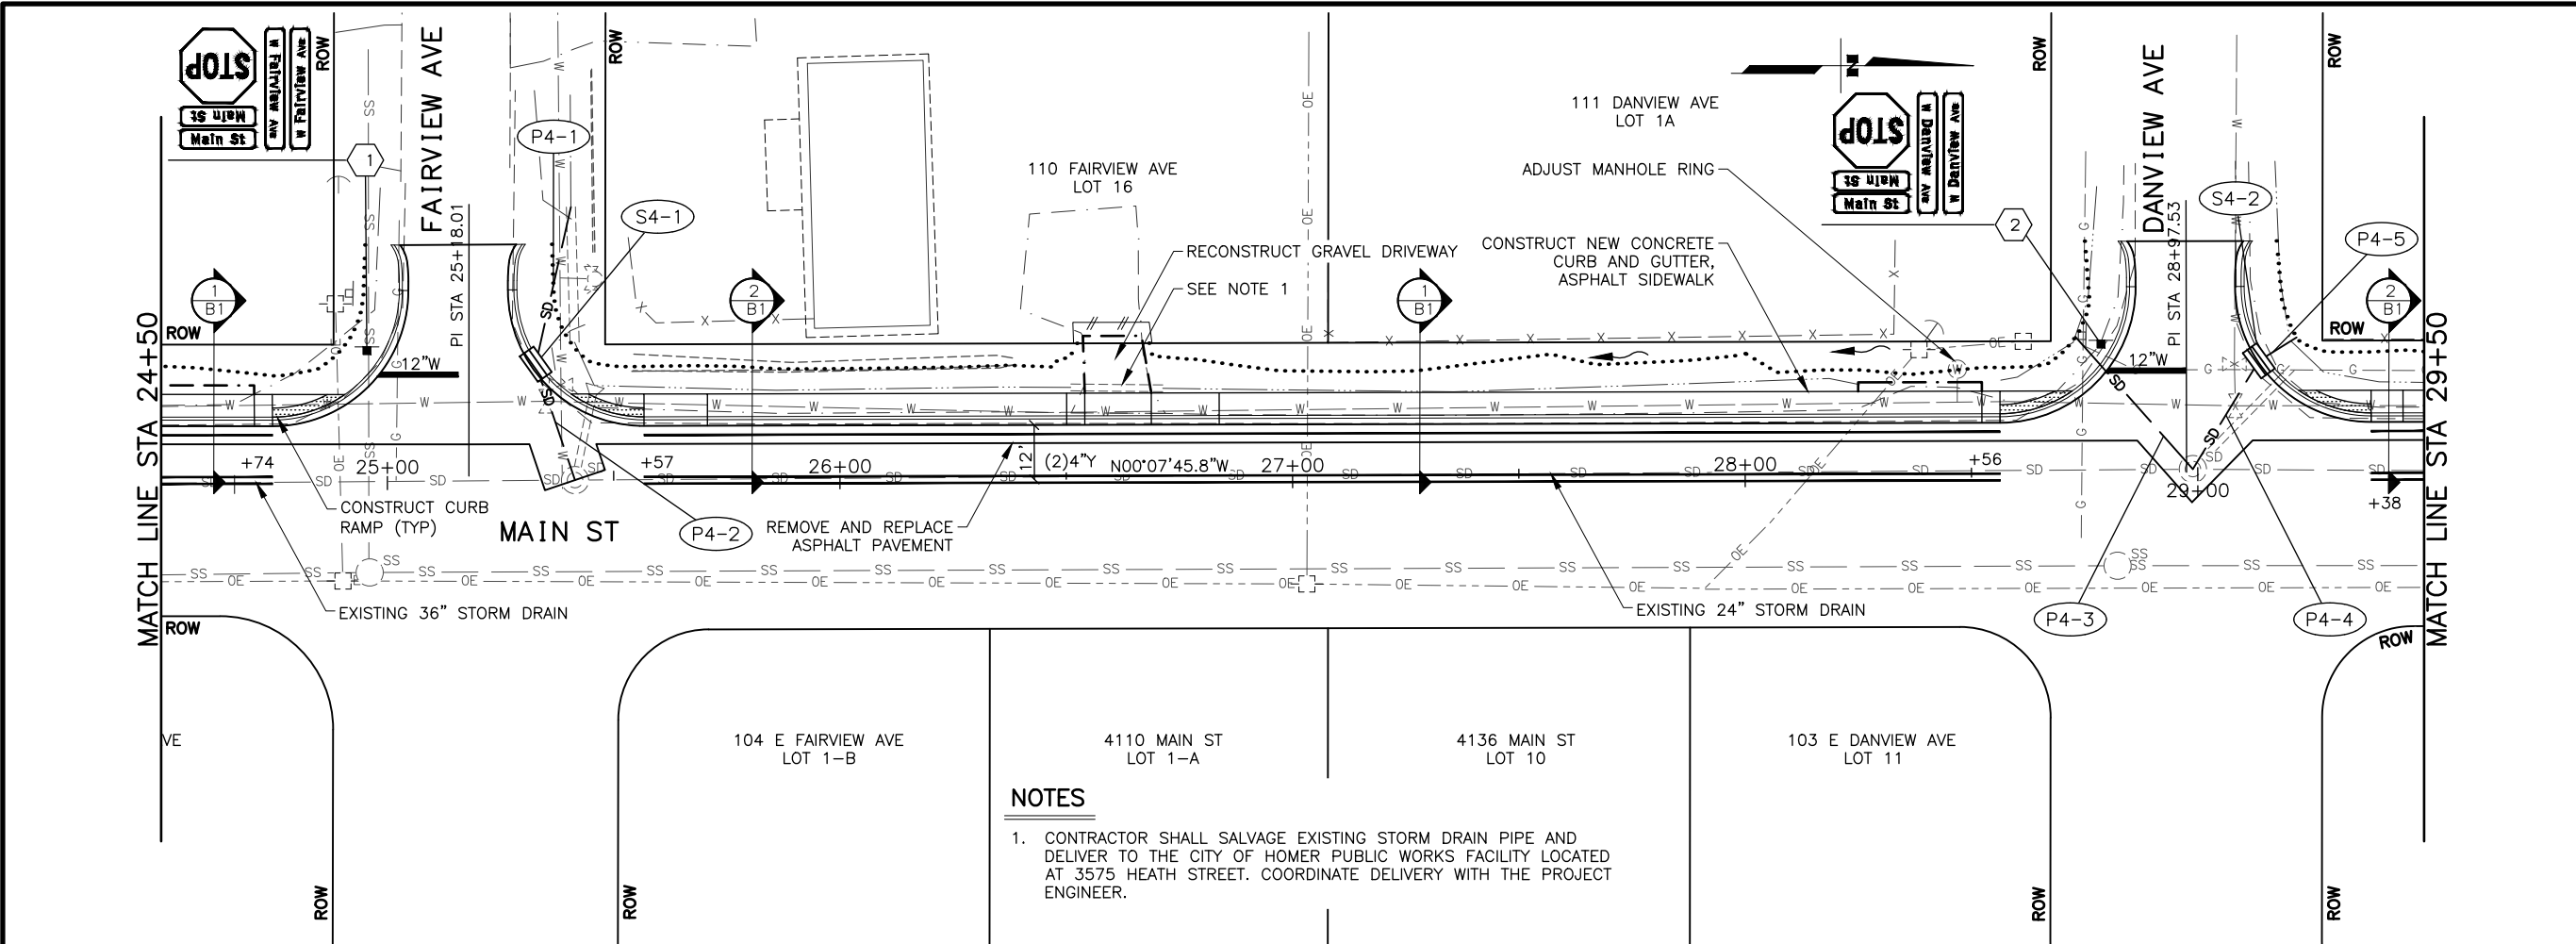 STOP
Main St
Main St
W Fairview Ave
W Fairview Ave
ROW
FAIRVIEW AVE
ROW
1
P4-1
S4-1
PI STA 25+18.01
1
B1
2
B1
110 FAIRVIEW AVE
LOT 16
RECONSTRUCT GRAVEL DRIVEWAY
SEE NOTE 1
111 DANVIEW AVE
LOT 1A
N
ADJUST MANHOLE RING
CONSTRUCT NEW CONCRETE
CURB AND GUTTER,
ASPHALT SIDEWALK
1
B1
STOP
Main St
Main St
W Danview Ave
W Danview Ave
2
ROW
DANVIEW AVE
ROW
S4-2
P4-5
PI STA 28+97.53
2
B1
MATCH LINE STA 24+50
ROW
12"W
12"W
ROW
MATCH LINE STA 29+50
SD
SD
SD
SD
+74
25+00
+57
26+00
12'
(2)4"Y
N00°07'45.8"W
27+00
28+00
+56
29+00
+38
CONSTRUCT CURB
RAMP (TYP)
MAIN ST
P4-2
REMOVE AND REPLACE
ASPHALT PAVEMENT
EXISTING 36" STORM DRAIN
EXISTING 24" STORM DRAIN
P4-3
P4-4
ROW
ROW
VE
104 E FAIRVIEW AVE
LOT 1-B
4110 MAIN ST
LOT 1-A
4136 MAIN ST
LOT 10
103 E DANVIEW AVE
LOT 11
NOTES
1. CONTRACTOR SHALL SALVAGE EXISTING STORM DRAIN PIPE AND
DELIVER TO THE CITY OF HOMER PUBLIC WORKS FACILITY LOCATED
AT 3575 HEATH STREET. COORDINATE DELIVERY WITH THE PROJECT
ENGINEER.
ROW
ROW
ROW
ROW